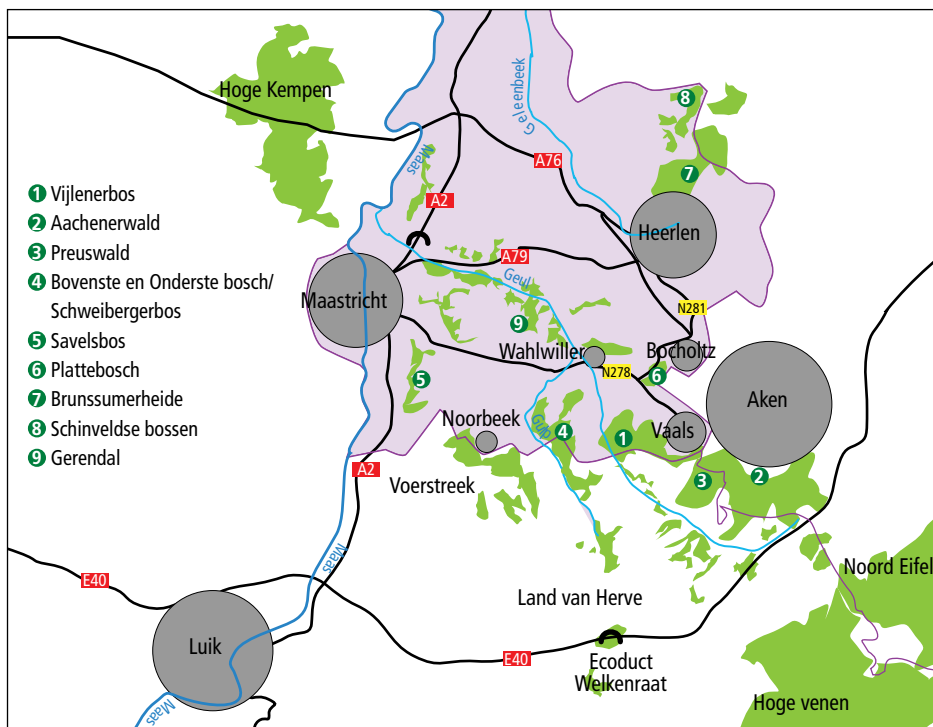 Hoge Kempen
Geleenbeek
8
Maas
A76
7
1 Vijlenerbos
2 Aachenerwald
3 Preuswald
4 Bovenste en Onderste bosch/
Schweibergerbos
5 Savelsbos
6 Plattebosch
7 Brunssumerheide
8 Schinveldse bossen
9 Gerendal
A2
Heerlen
A79
Geul
Maastricht
N281
9
Wahlwiller
Bocholtz
N278
6
5
Aken
Noorbeek
Gulp
4
1
Vaals
A2
Voerstreek
3
2
Maas
Noord Eifel
E40
Land van Herve
Luik
E40
Ecoduct
Welkenraat
Hoge venen
Maas